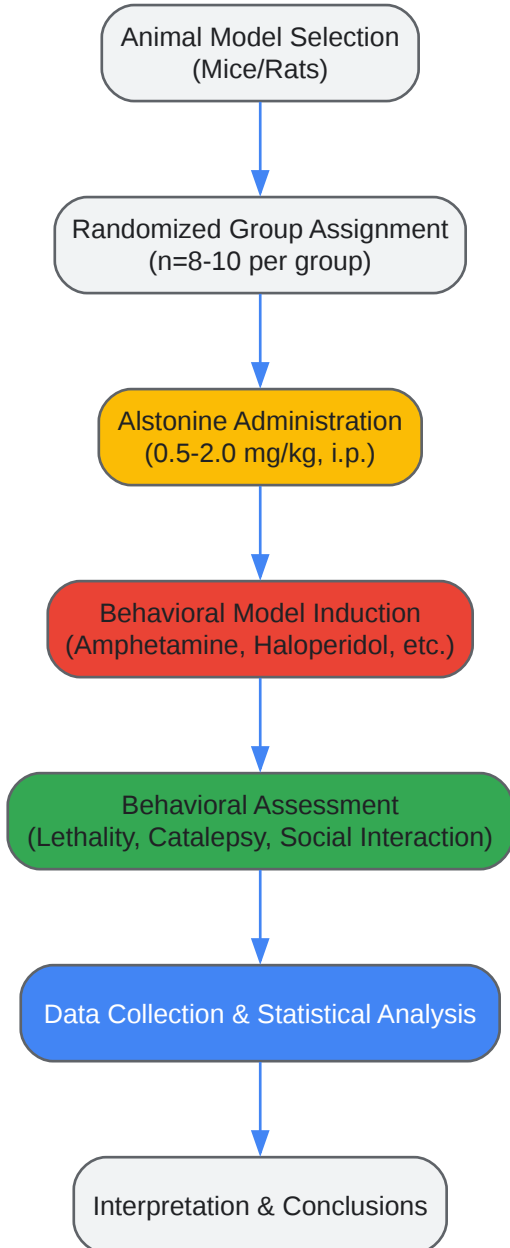 Animal Model Selection
(Mice/Rats)
Randomized Group Assignment
(n=8-10 per group)
Alstonine Administration
(0.5-2.0 mg/kg, i.p.)
Behavioral Model Induction
(Amphetamine, Haloperidol, etc.)
Behavioral Assessment
(Lethality, Catalepsy, Social Interaction)
Data Collection & Statistical Analysis
Interpretation & Conclusions